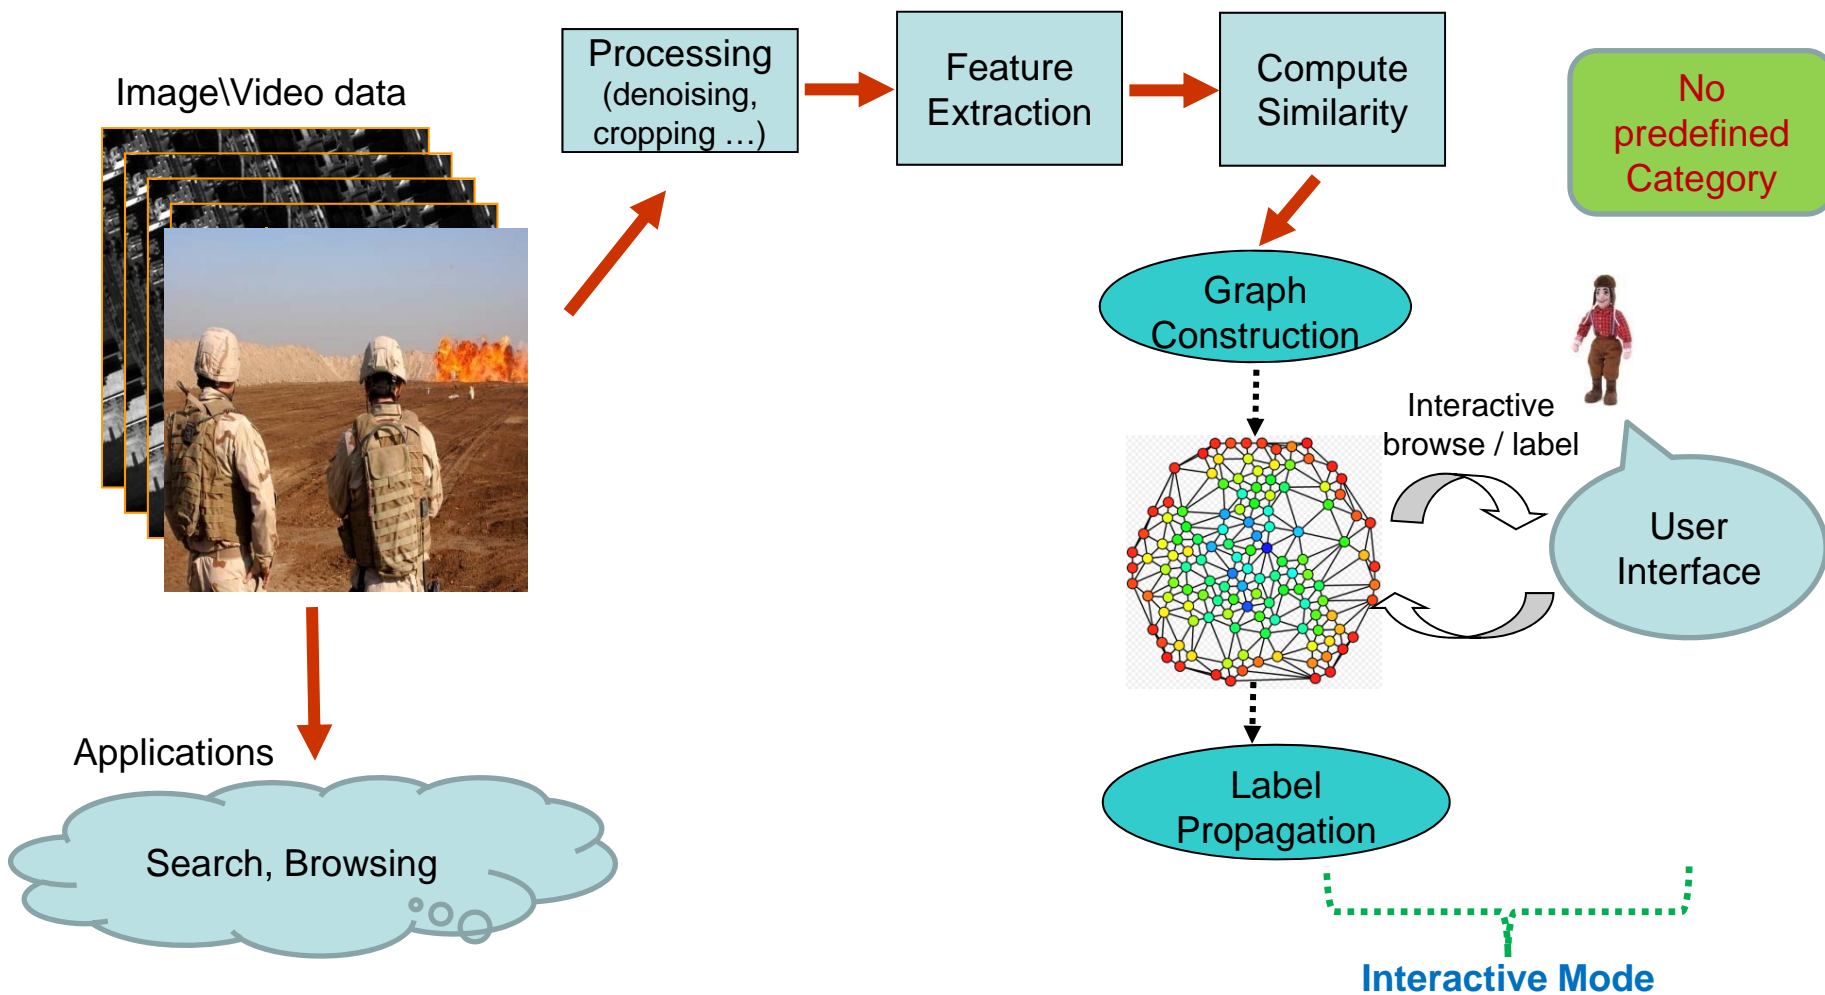 Image\Video data
Processing
(denoising,
cropping …)
Feature
Extraction
Compute
Similarity
No
predefined
Category
Graph
Construction
Interactive
browse / label
User
Interface
Label
Propagation
Applications
Search, Browsing
Interactive Mode